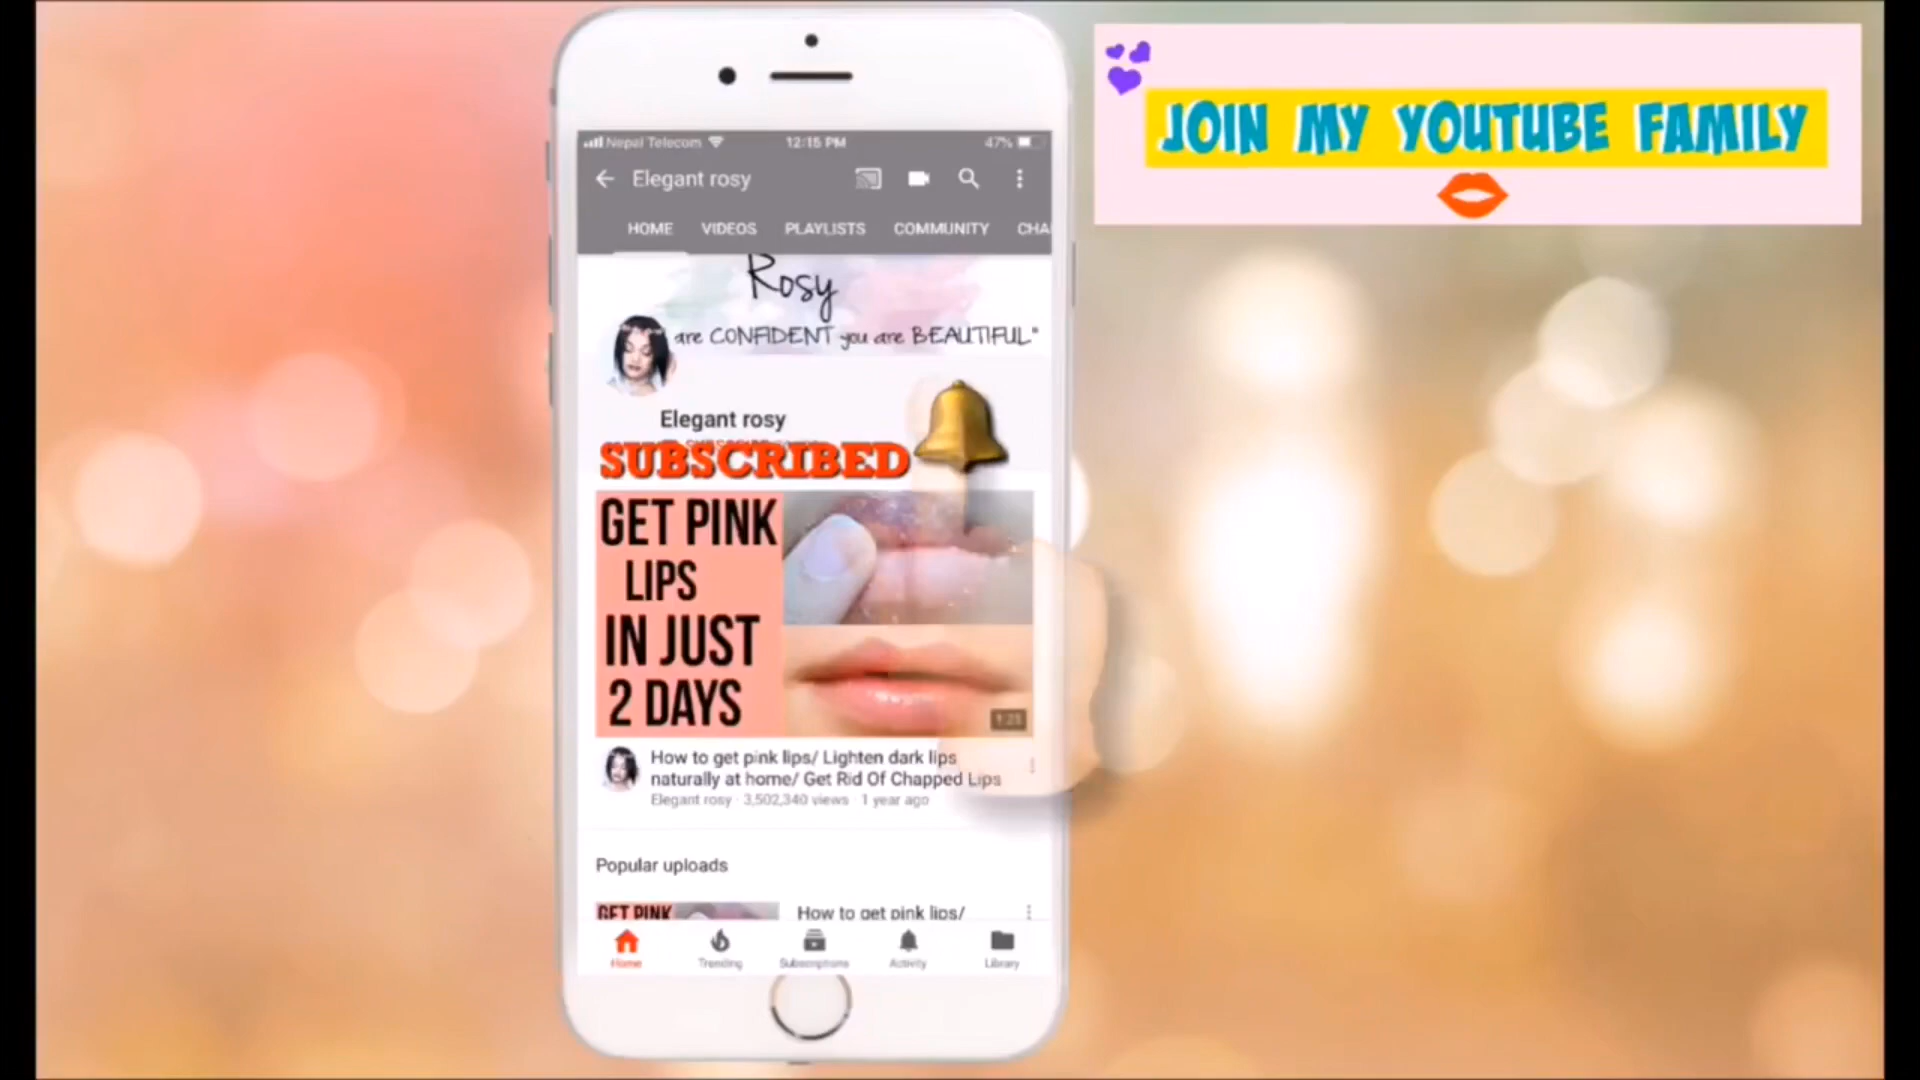 JOIN MY YOUTUBE FAMILY
Nepal Telecom 12:15 PM 47%
Elegant rosy
HOME VIDEOS PLAYLISTS COMMUNITY CHA
Rosy
are CONFIDENT you are BEAUTIFUL"
Elegant rosy
SUBSCRIBED
GET PINK
LIPS
IN JUST
2 DAYS
How to get pink lips/ Lighten dark lips
naturally at home/ Get Rid Of Chapped Lips
Elegant rosy · 3,502,340 views · 1 year ago
Popular uploads
GET PINK
How to get pink lips/
Home Trending Subscriptions Activity Library